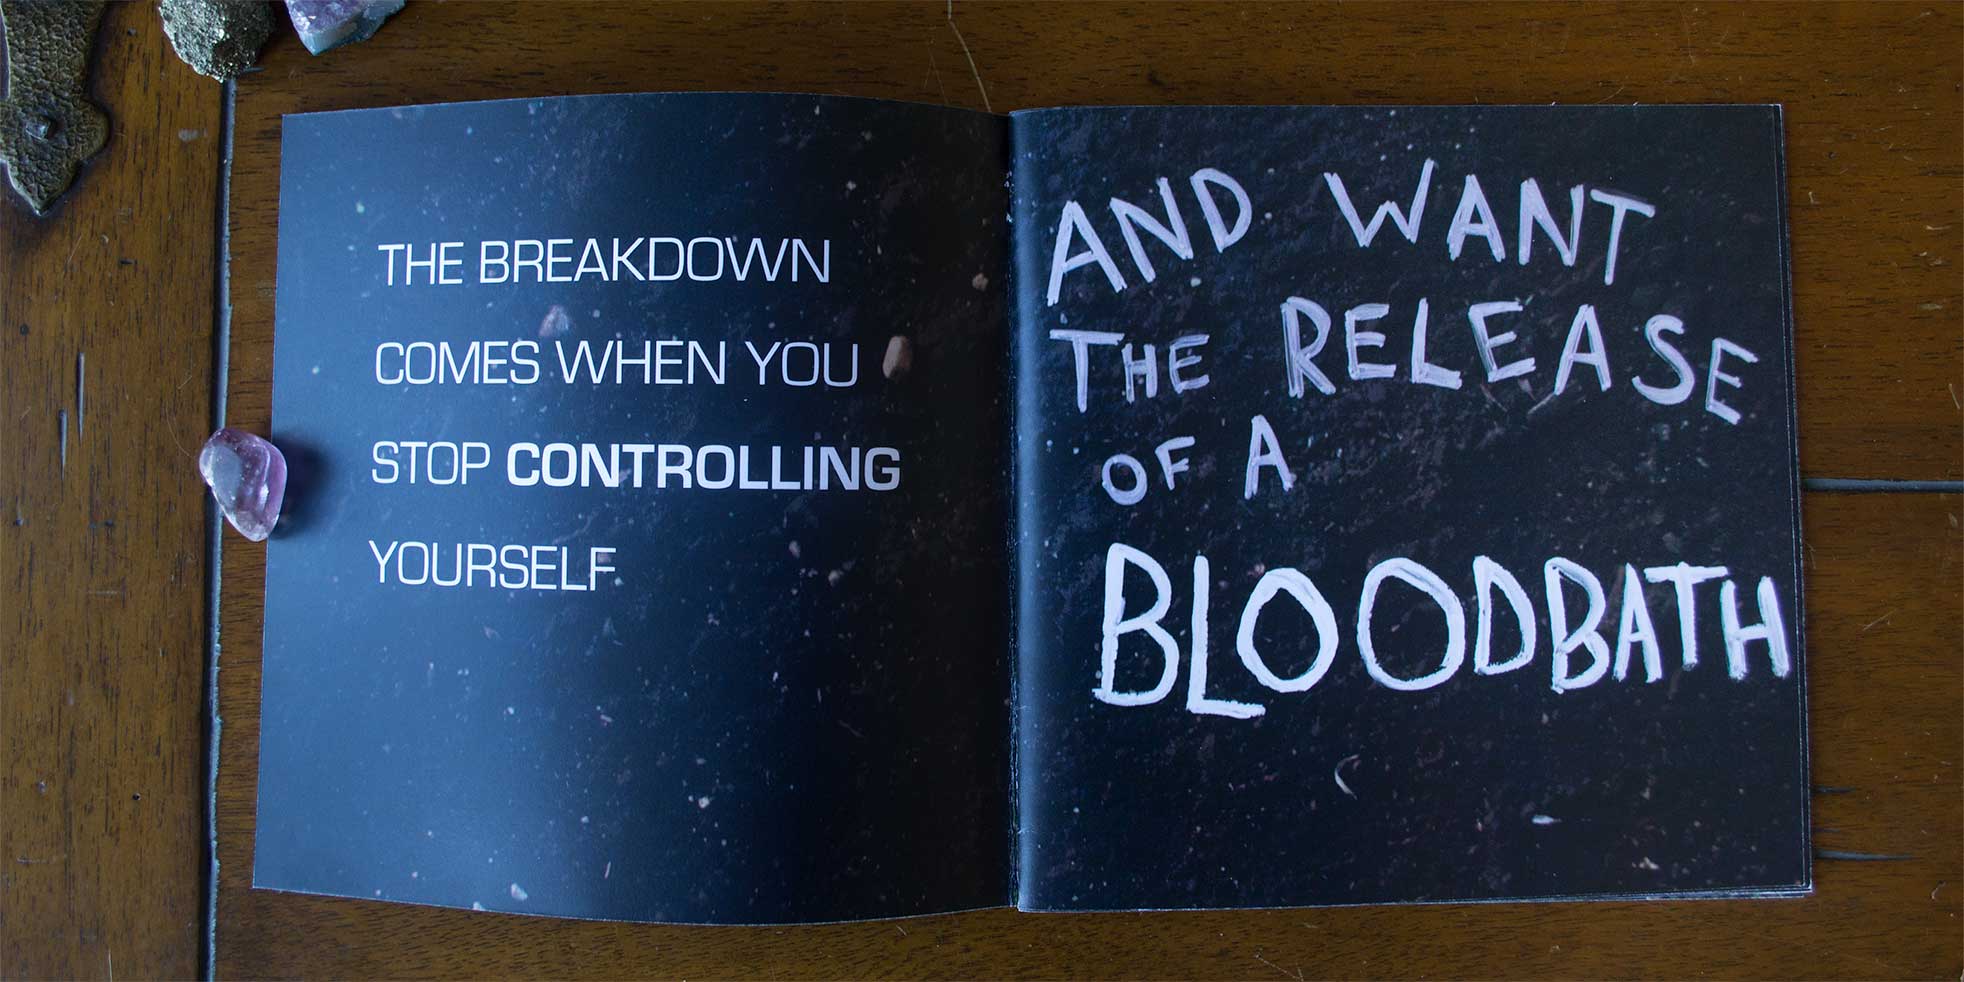 THE BREAKDOWN
COMES WHEN YOU
STOP CONTROLLING
YOURSELF
AND WANT
THE RELEASE
OF A
BLOODBATH